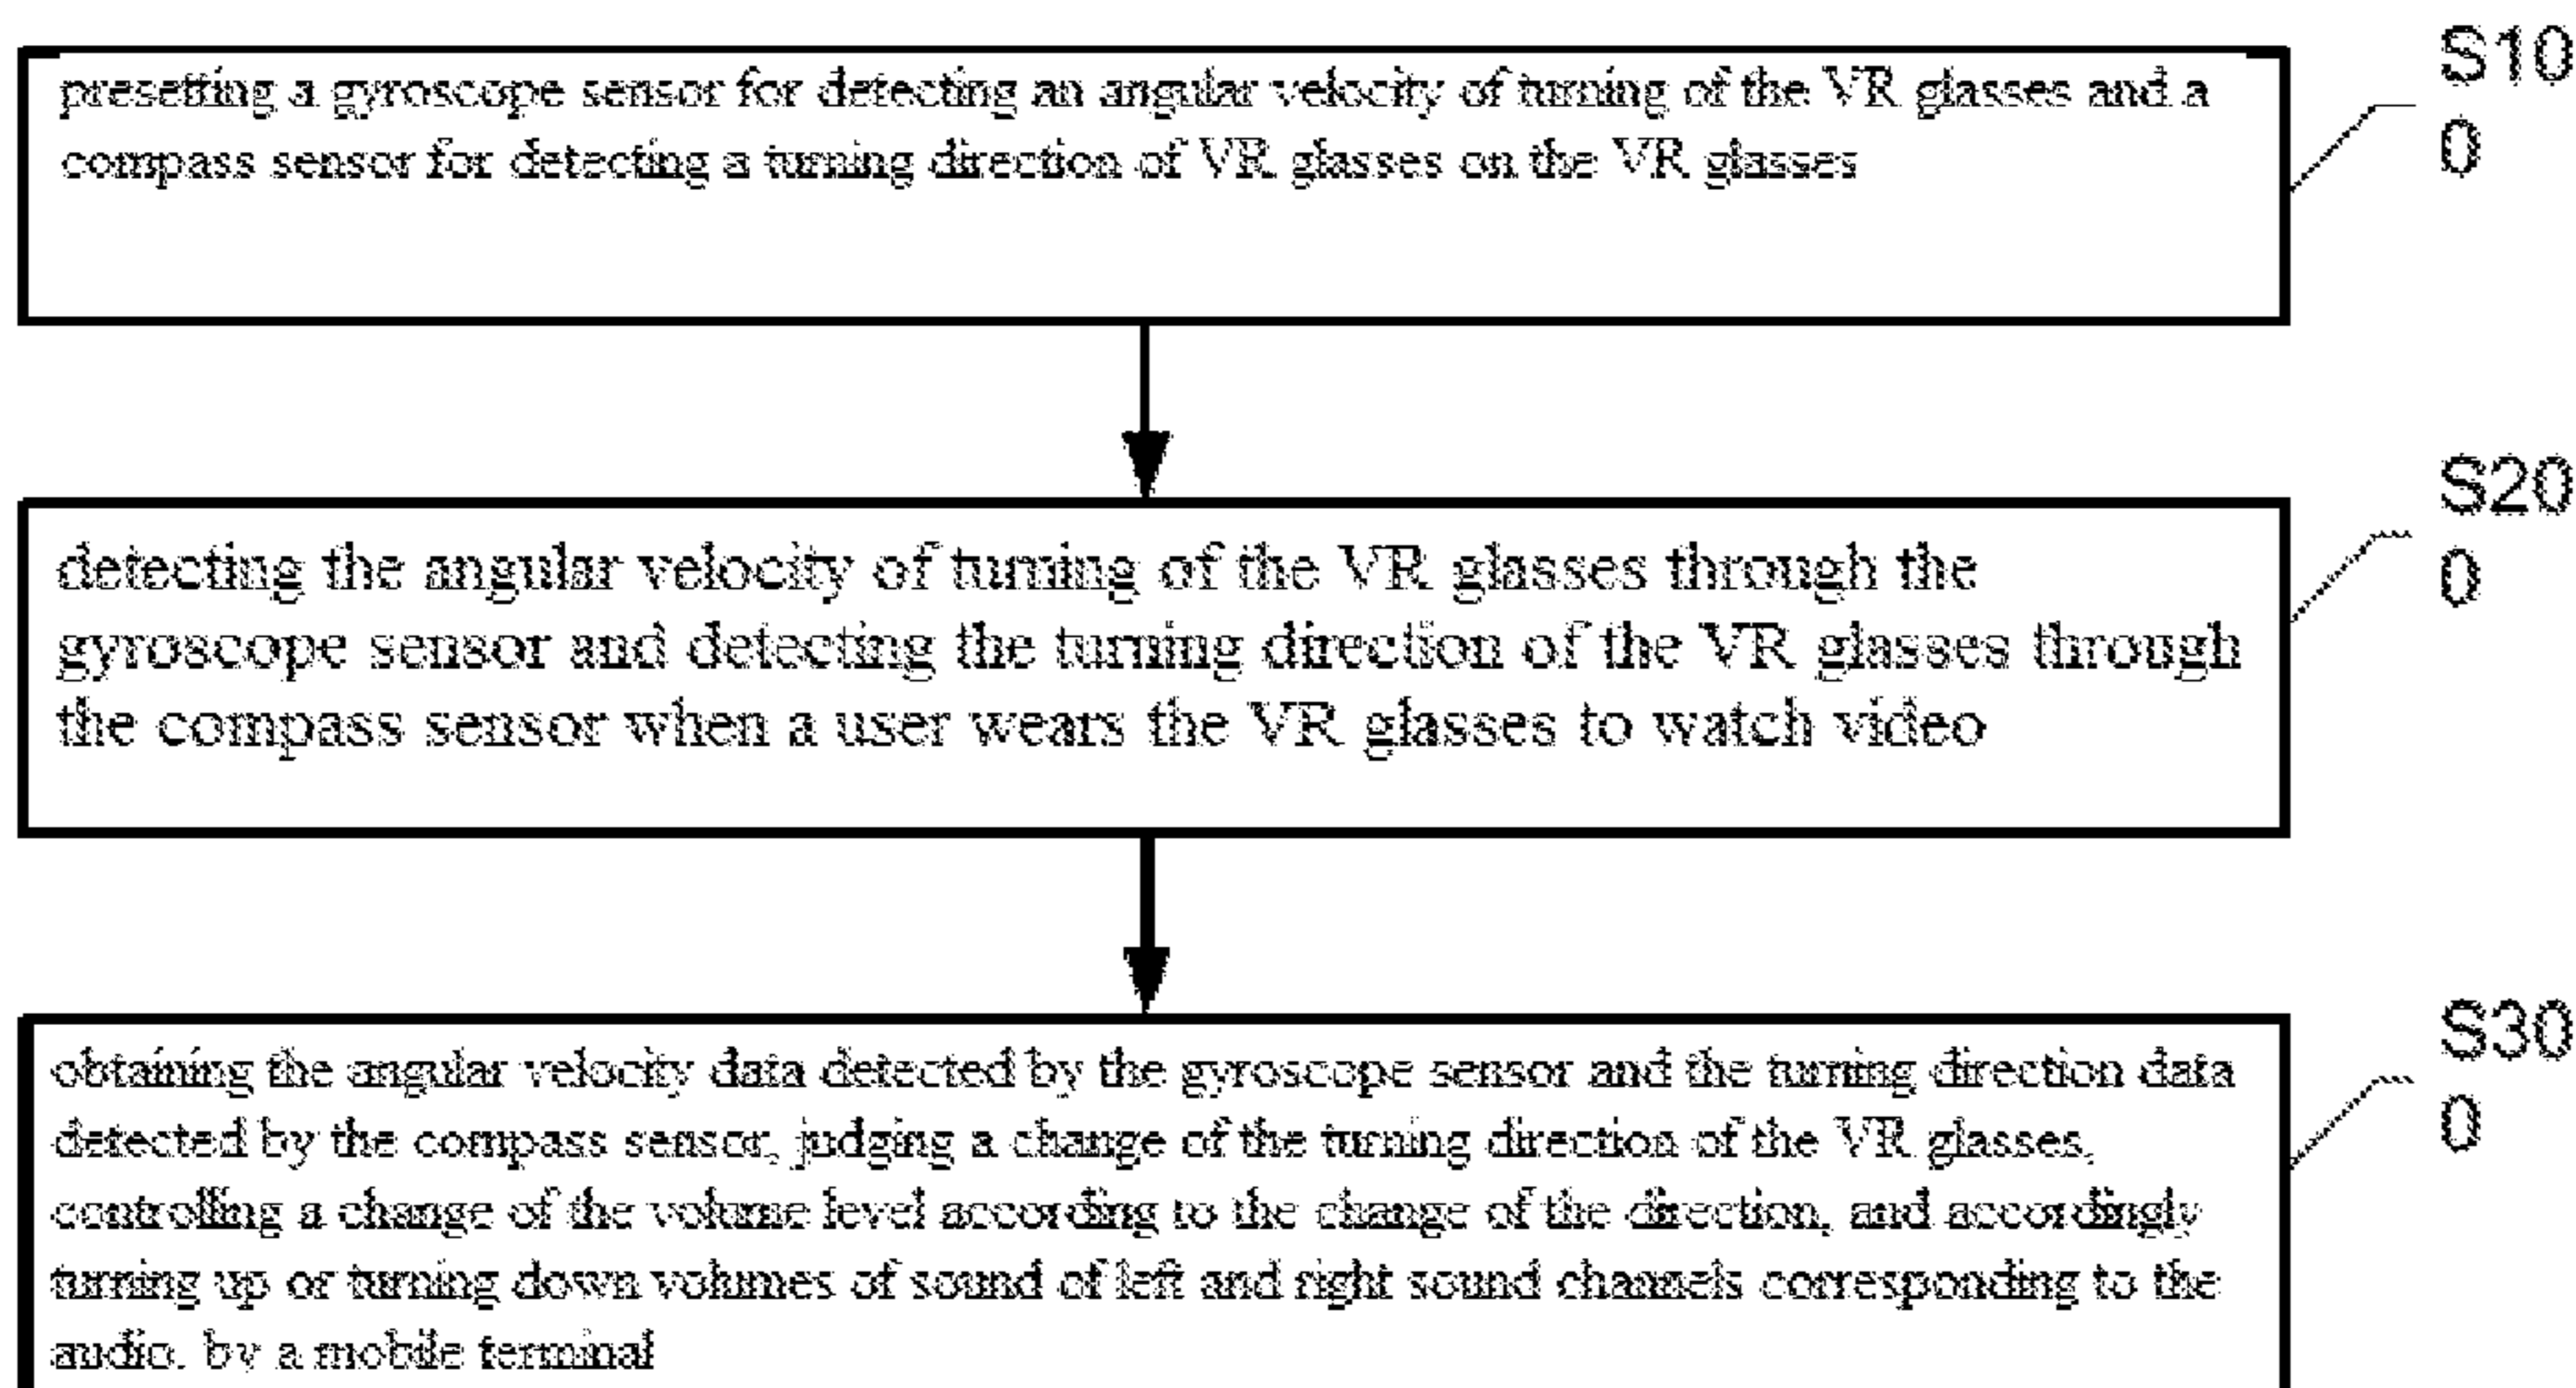 presetting a gyroscope sensor for detecting an angular velocity of turning of the VR glasses and a
compass sensor for detecting a turning direction of VR glasses on the VR glasses
S10
0
detecting the angular velocity of turning of the VR glasses through the
gyroscope sensor and detecting the turning direction of the VR glasses through
the compass sensor when a user wears the VR glasses to watch video
S20
0
obtaining the angular velocity data detected by the gyroscope sensor and the turning direction data
detected by the compass sensor, judging a change of the turning direction of the VR glasses,
controlling a change of the volume level according to the change of the direction, and accordingly
turning up or turning down volumes of sound of left and right sound channels corresponding to the
audio, by a mobile terminal
S30
0